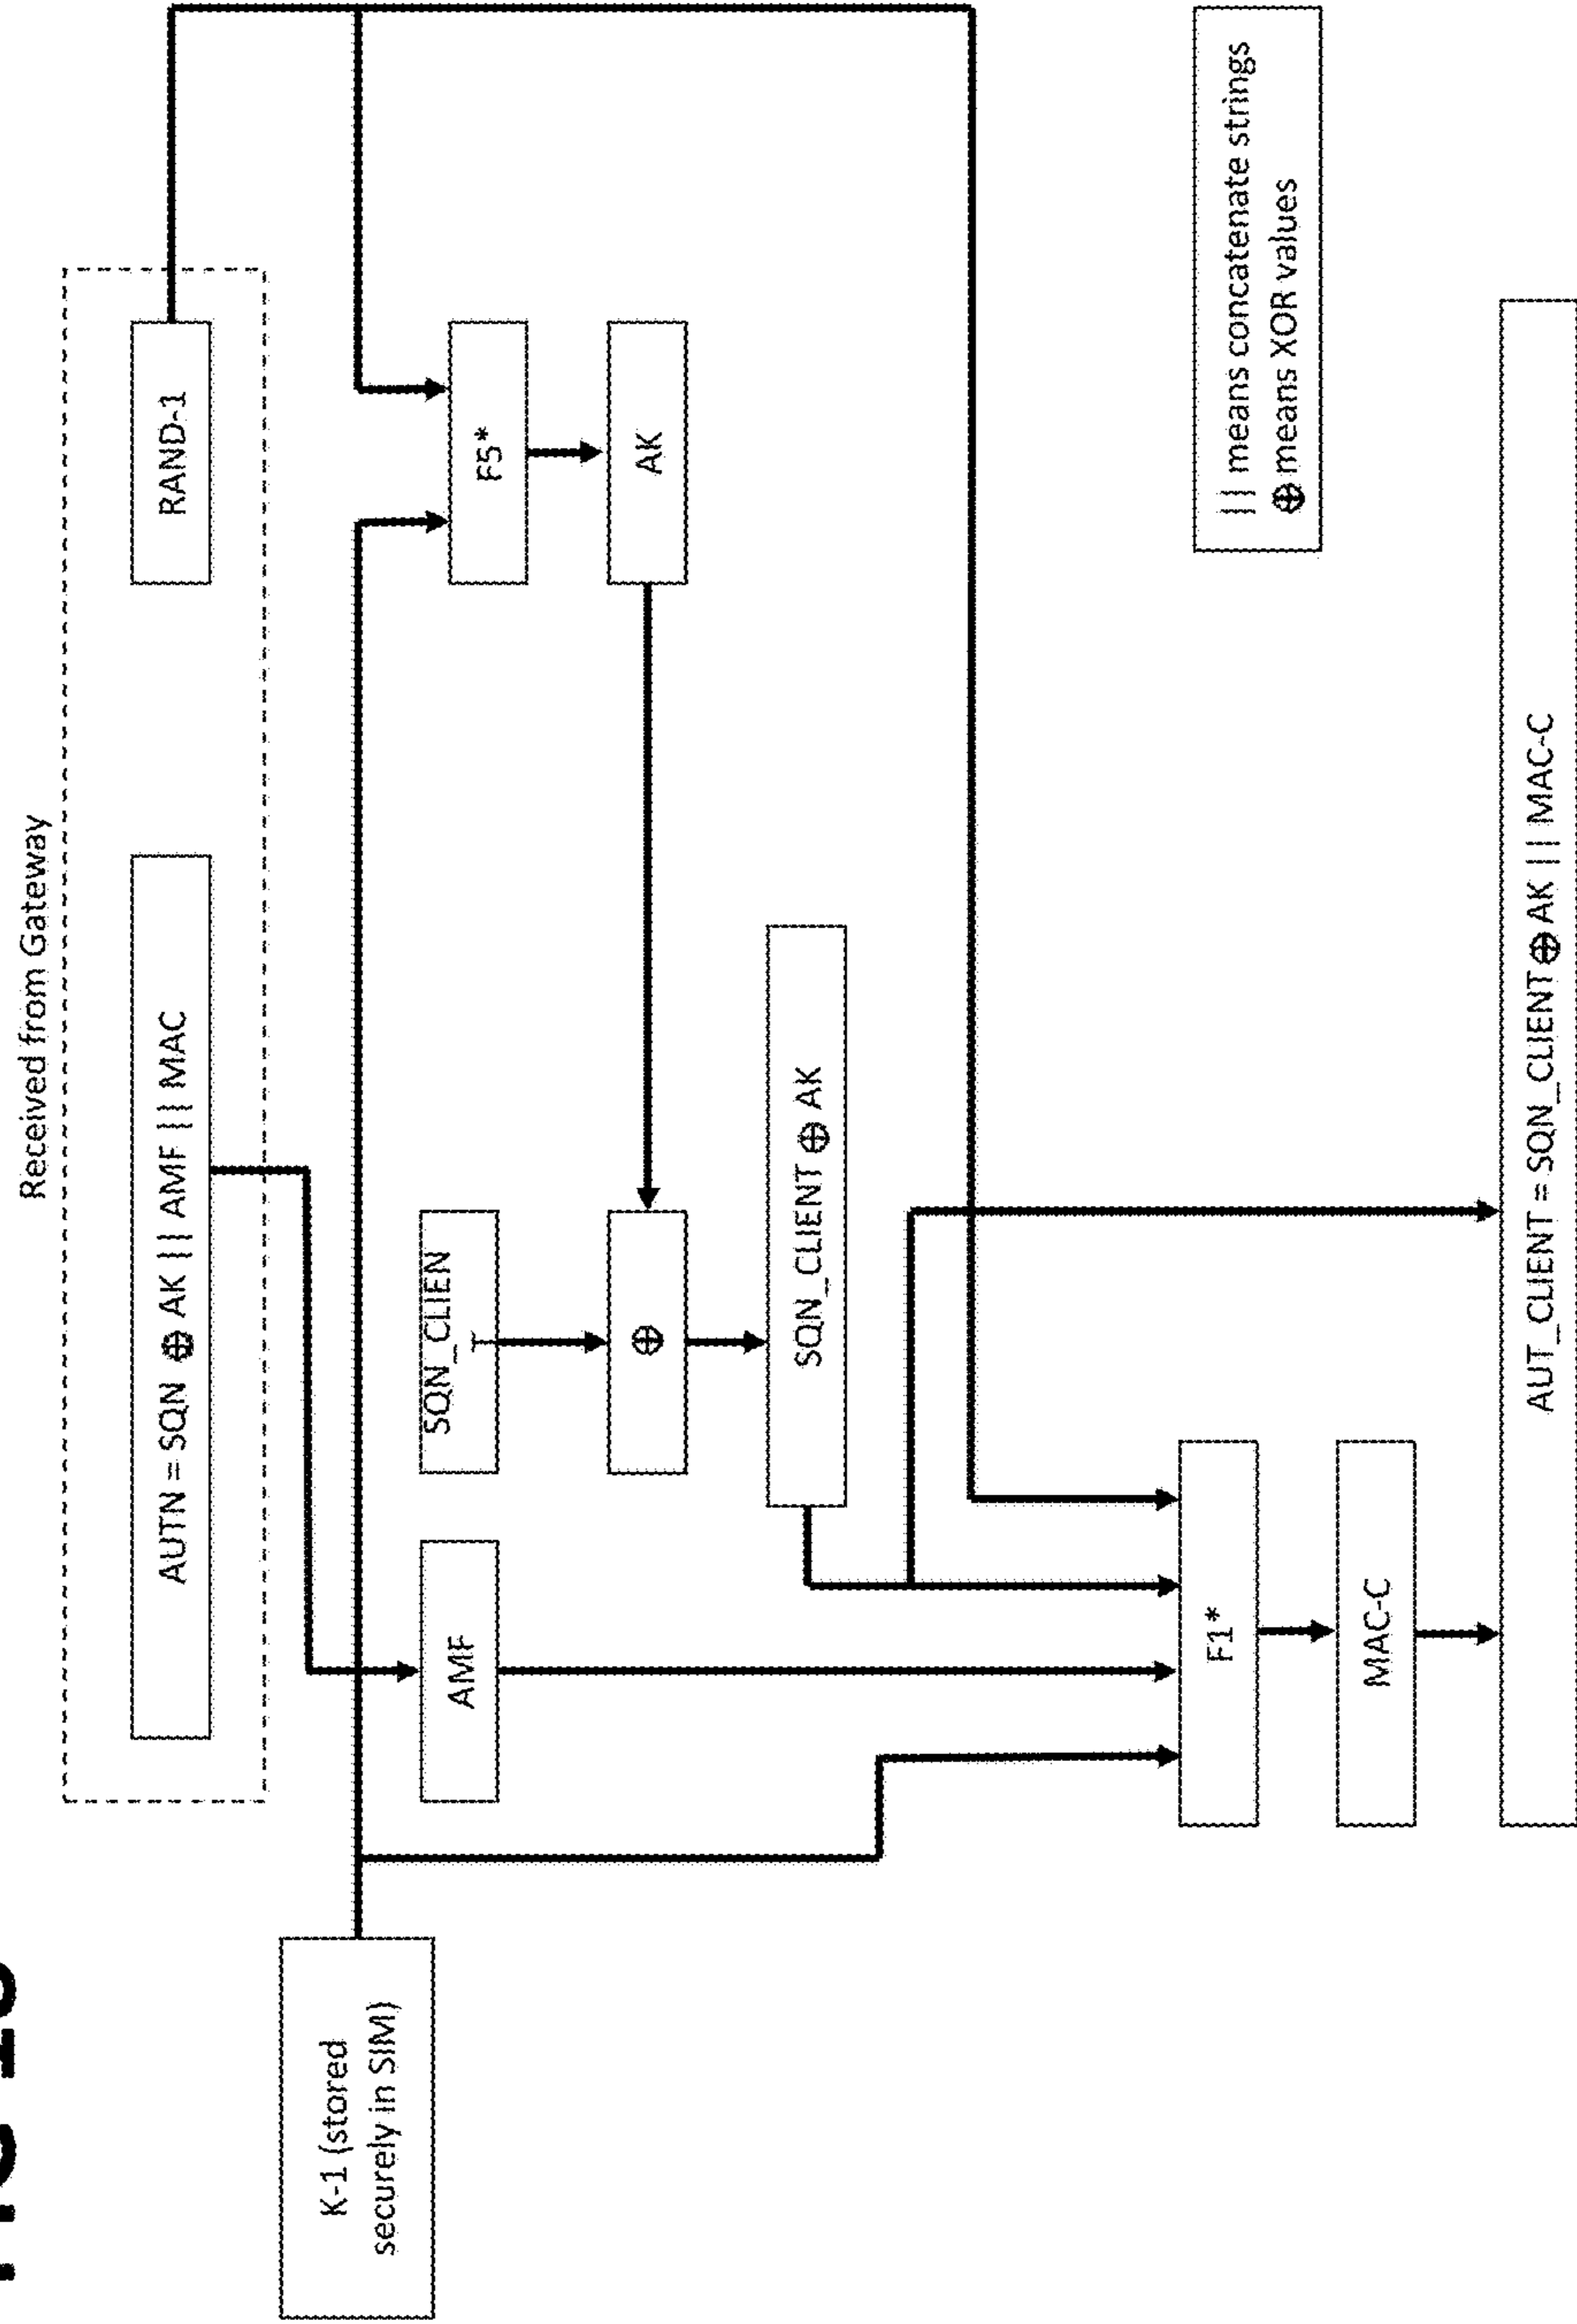 Received from Gateway
AUTN = SQN ⊕ AK || AMF || MAC
RAND-1
K-1 (stored
securely in SIM)
AMF
SQN_CLIEN
T
F5*
⊕
AK
SQN_CLIENT ⊕ AK
F1*
|| means concatenate strings
⊕ means XOR values
MAC-C
AUT_CLIENT = SQN_CLIENT ⊕ AK || MAC-C